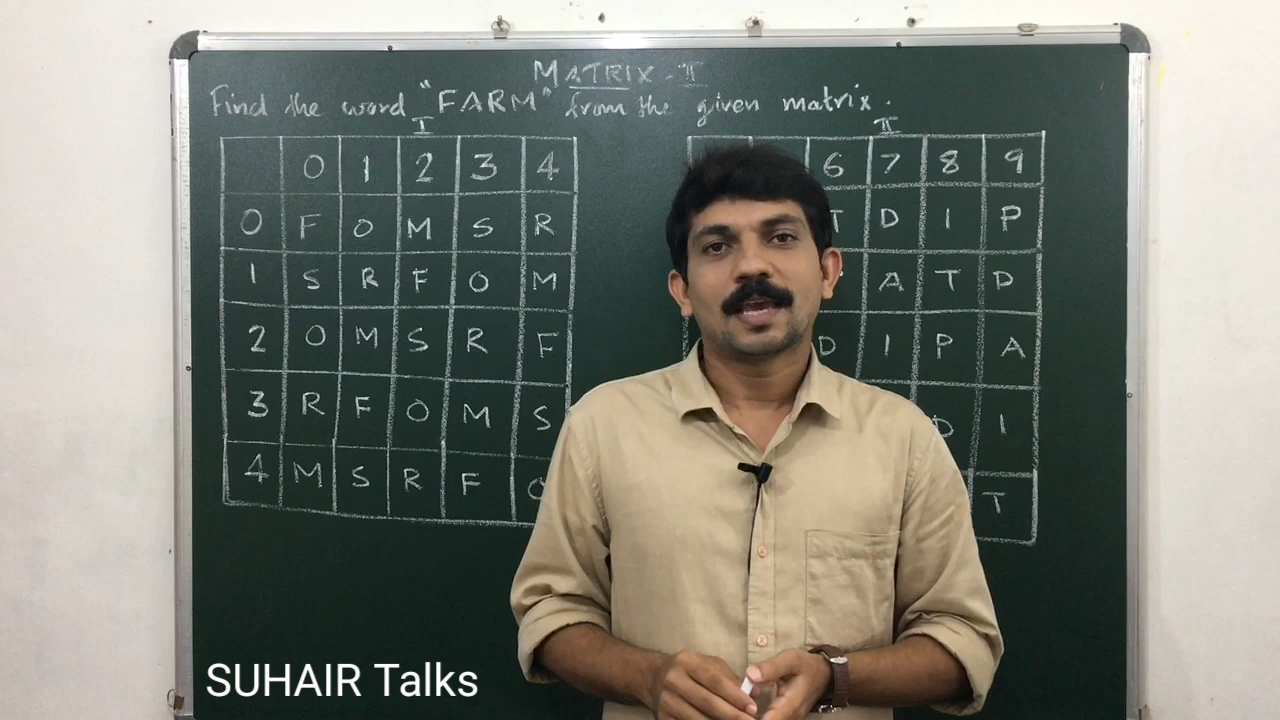 MATRIX - II
Find the word "FARM" from the given matrix.
I
0 1 2 3 4
0 F O M S R
1 S R F O M
2 O M S R F
3 R F O M S
4 M S R F
II
6 7 8 9
T D I P
A T D
D I P A
D I
T
SUHAIR Talks